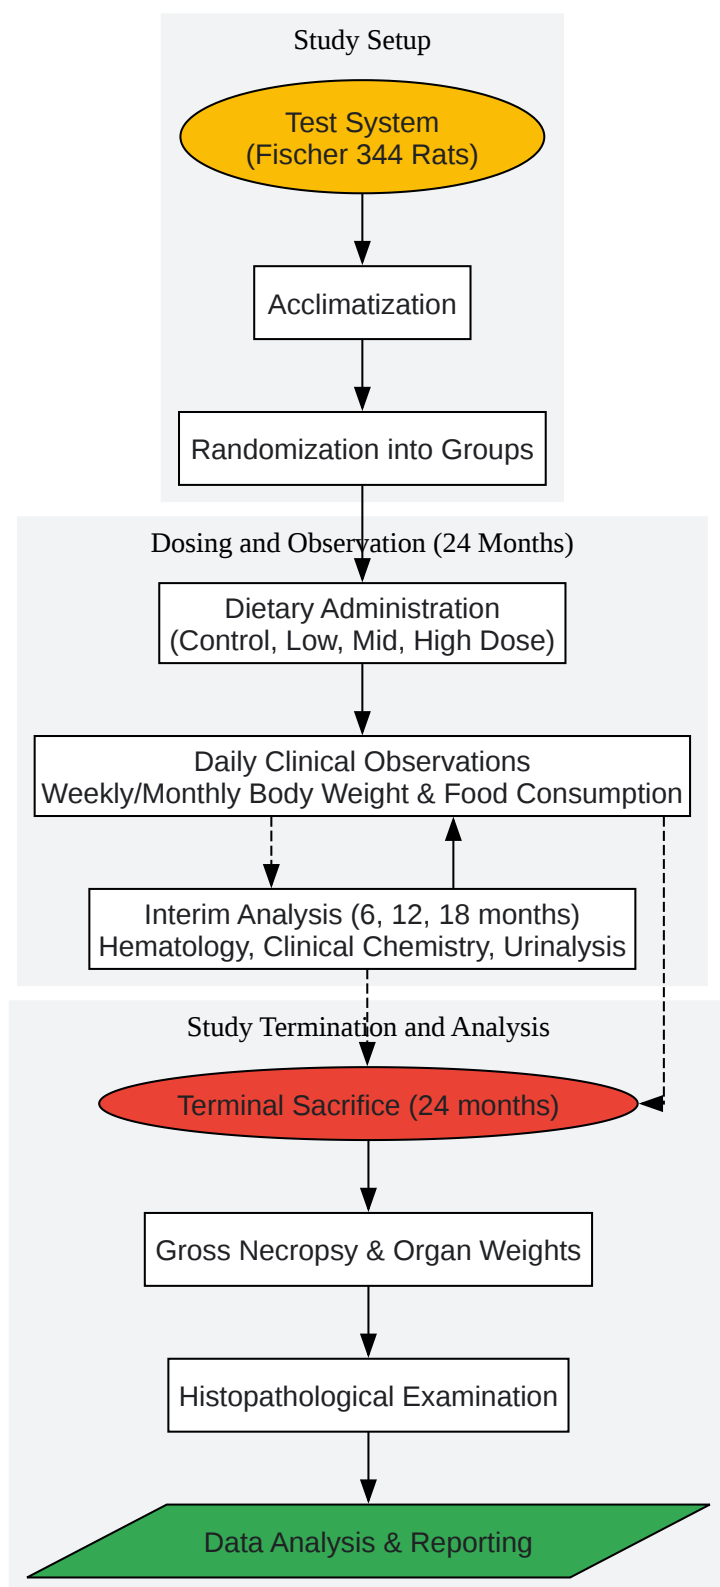 Study Setup
Test System
(Fischer 344 Rats)
Acclimatization
Randomization into Groups
Dosing and Observation (24 Months)
Dietary Administration
(Control, Low, Mid, High Dose)
Daily Clinical Observations
Weekly/Monthly Body Weight & Food Consumption
Interim Analysis (6, 12, 18 months)
Hematology, Clinical Chemistry, Urinalysis
Study Termination and Analysis
Terminal Sacrifice (24 months)
Gross Necropsy & Organ Weights
Histopathological Examination
Data Analysis & Reporting